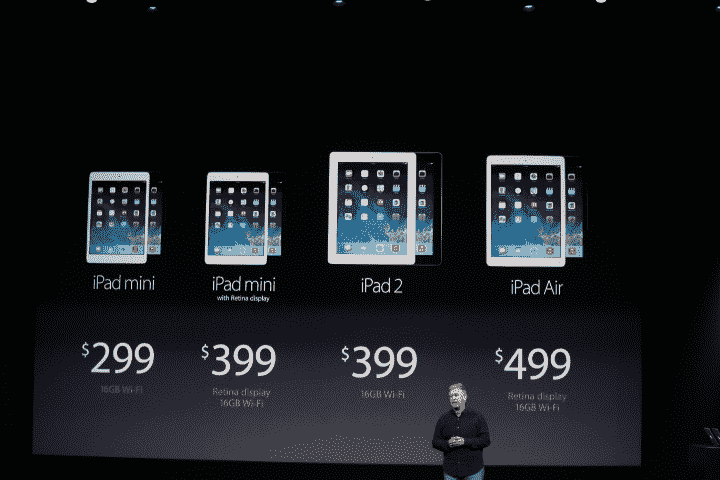 iPad mini
$299
16GB Wi-Fi
iPad mini
with Retina display
$399
Retina display
16GB Wi-Fi
iPad 2
$399
16GB Wi-Fi
iPad Air
$499
Retina display
16GB Wi-Fi